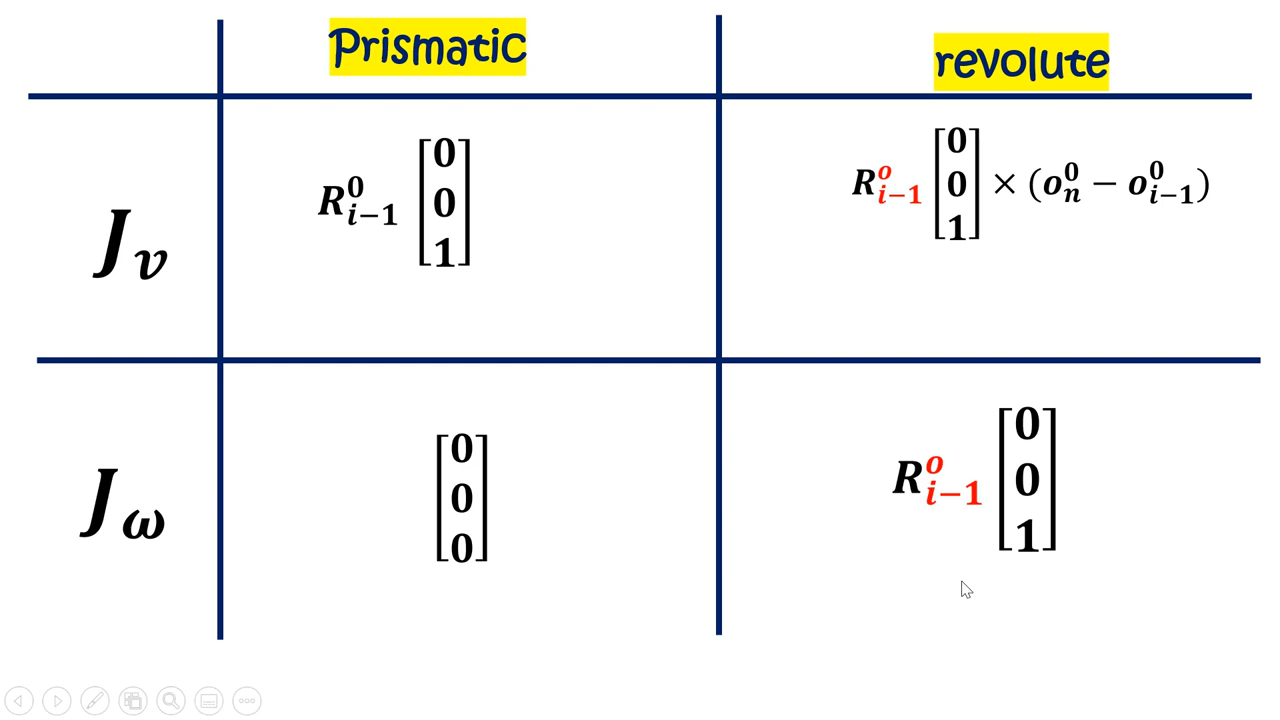 Prismatic
revolute
J_v
R^0_{i−1} [0 0 1]
R^o_{i−1} [0 0 1] × (o^0_n − o^0_{i−1})
J_ω
[0 0 0]
R^o_{i−1} [0 0 1]